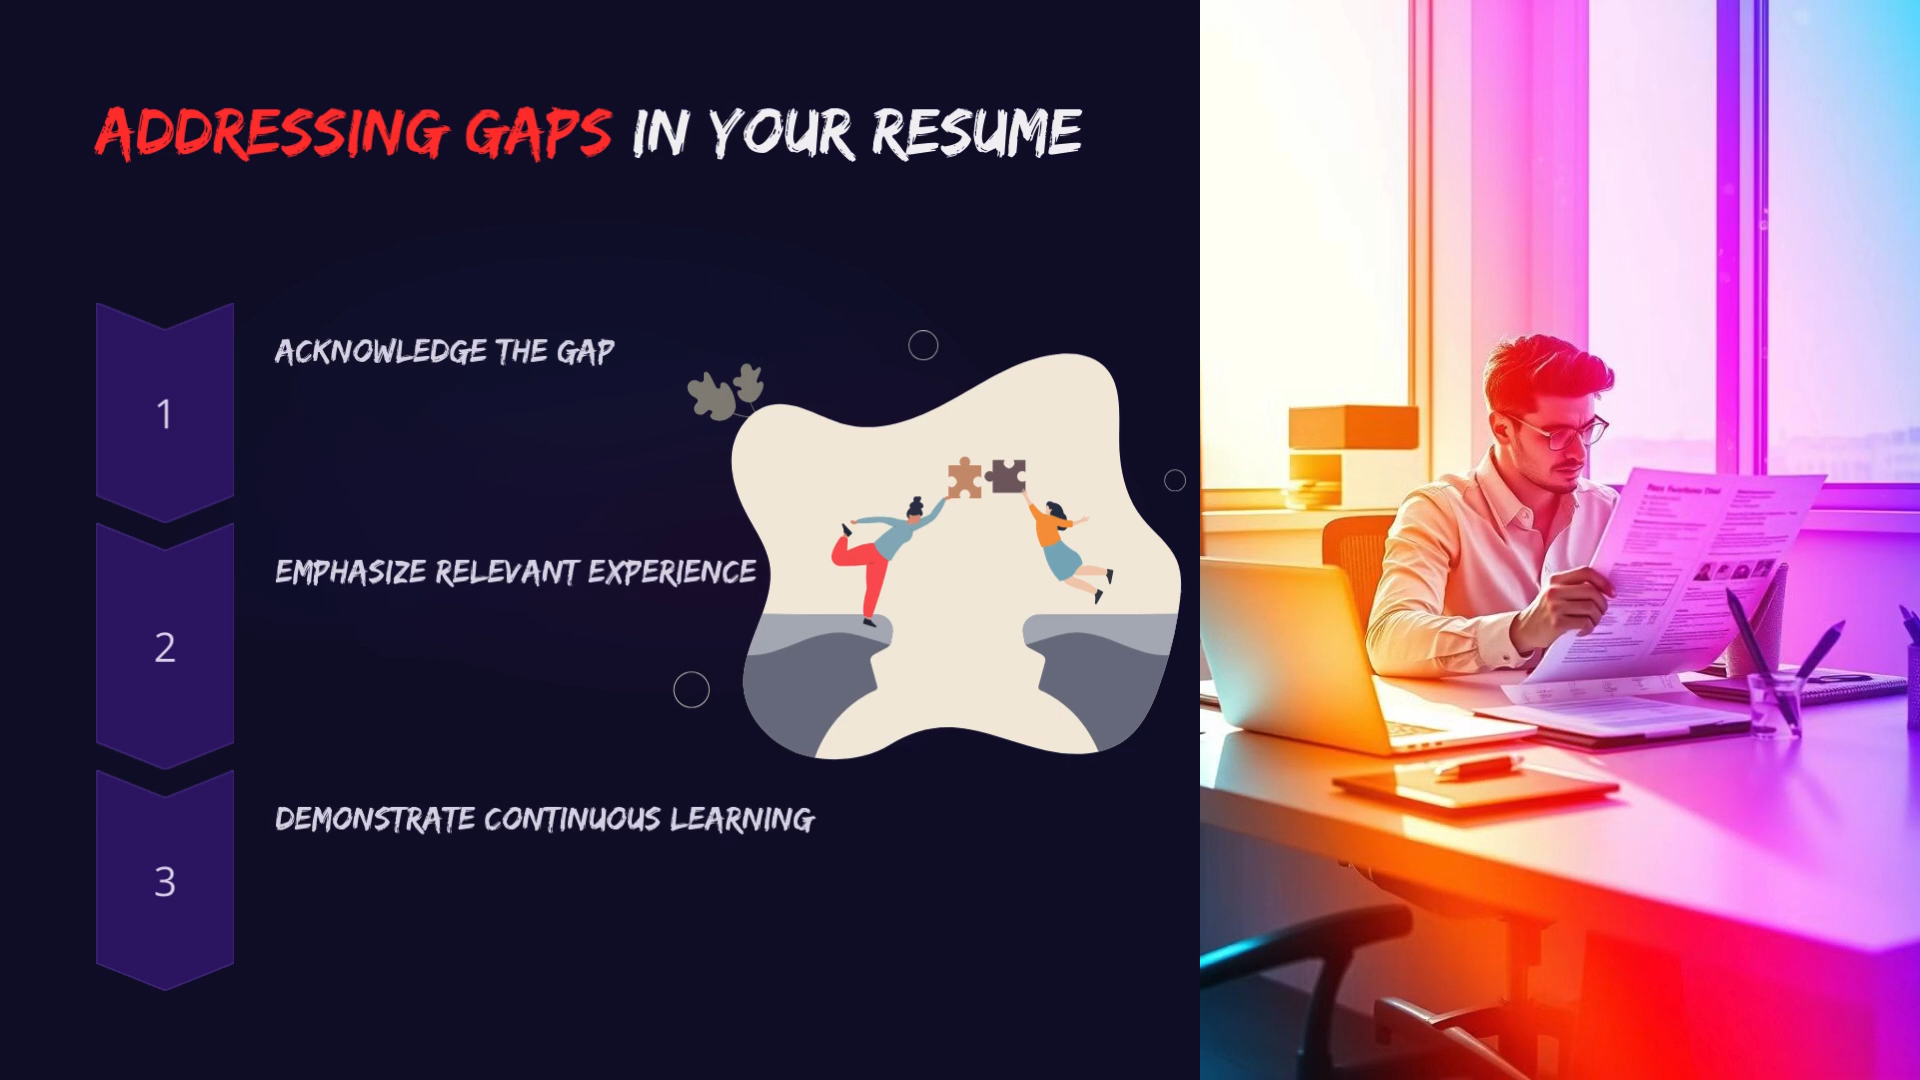 ADDRESSING GAPS IN YOUR RESUME
1
ACKNOWLEDGE THE GAP
2
EMPHASIZE RELEVANT EXPERIENCE
3
DEMONSTRATE CONTINUOUS LEARNING